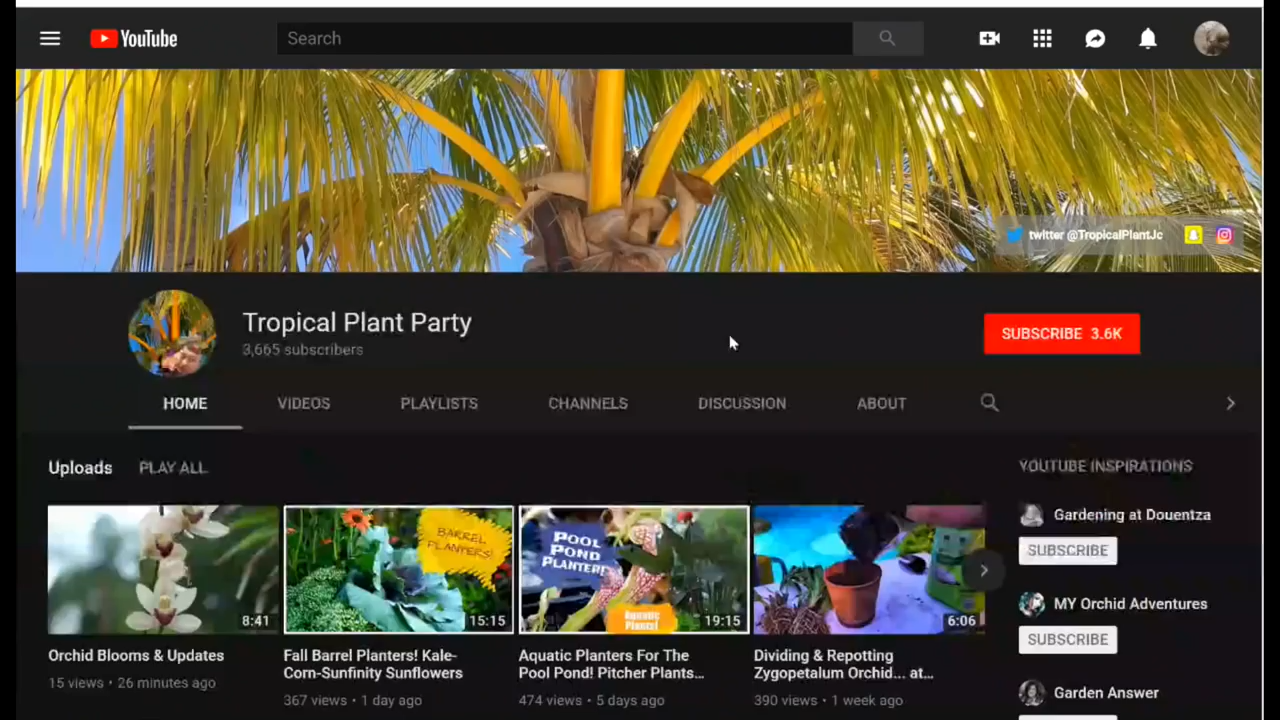 YouTube
Search
twitter @TropicalPlantJc
Tropical Plant Party
3,665 subscribers
SUBSCRIBE 3.6K
HOME VIDEOS PLAYLISTS CHANNELS DISCUSSION ABOUT
Uploads PLAY ALL
YOUTUBE INSPIRATIONS
Gardening at Douentza
SUBSCRIBE
MY Orchid Adventures
SUBSCRIBE
Garden Answer
BARREL
PLANTERS!
POOL
POND
PLANTERS
Aquatic
Plants!
8:41
15:15
19:15
6:06
Orchid Blooms & Updates
15 views • 26 minutes ago
Fall Barrel Planters! Kale-
Corn-Sunfinity Sunflowers
367 views • 1 day ago
Aquatic Planters For The
Pool Pond! Pitcher Plants...
474 views • 5 days ago
Dividing & Repotting
Zygopetalum Orchid... at...
390 views • 1 week ago